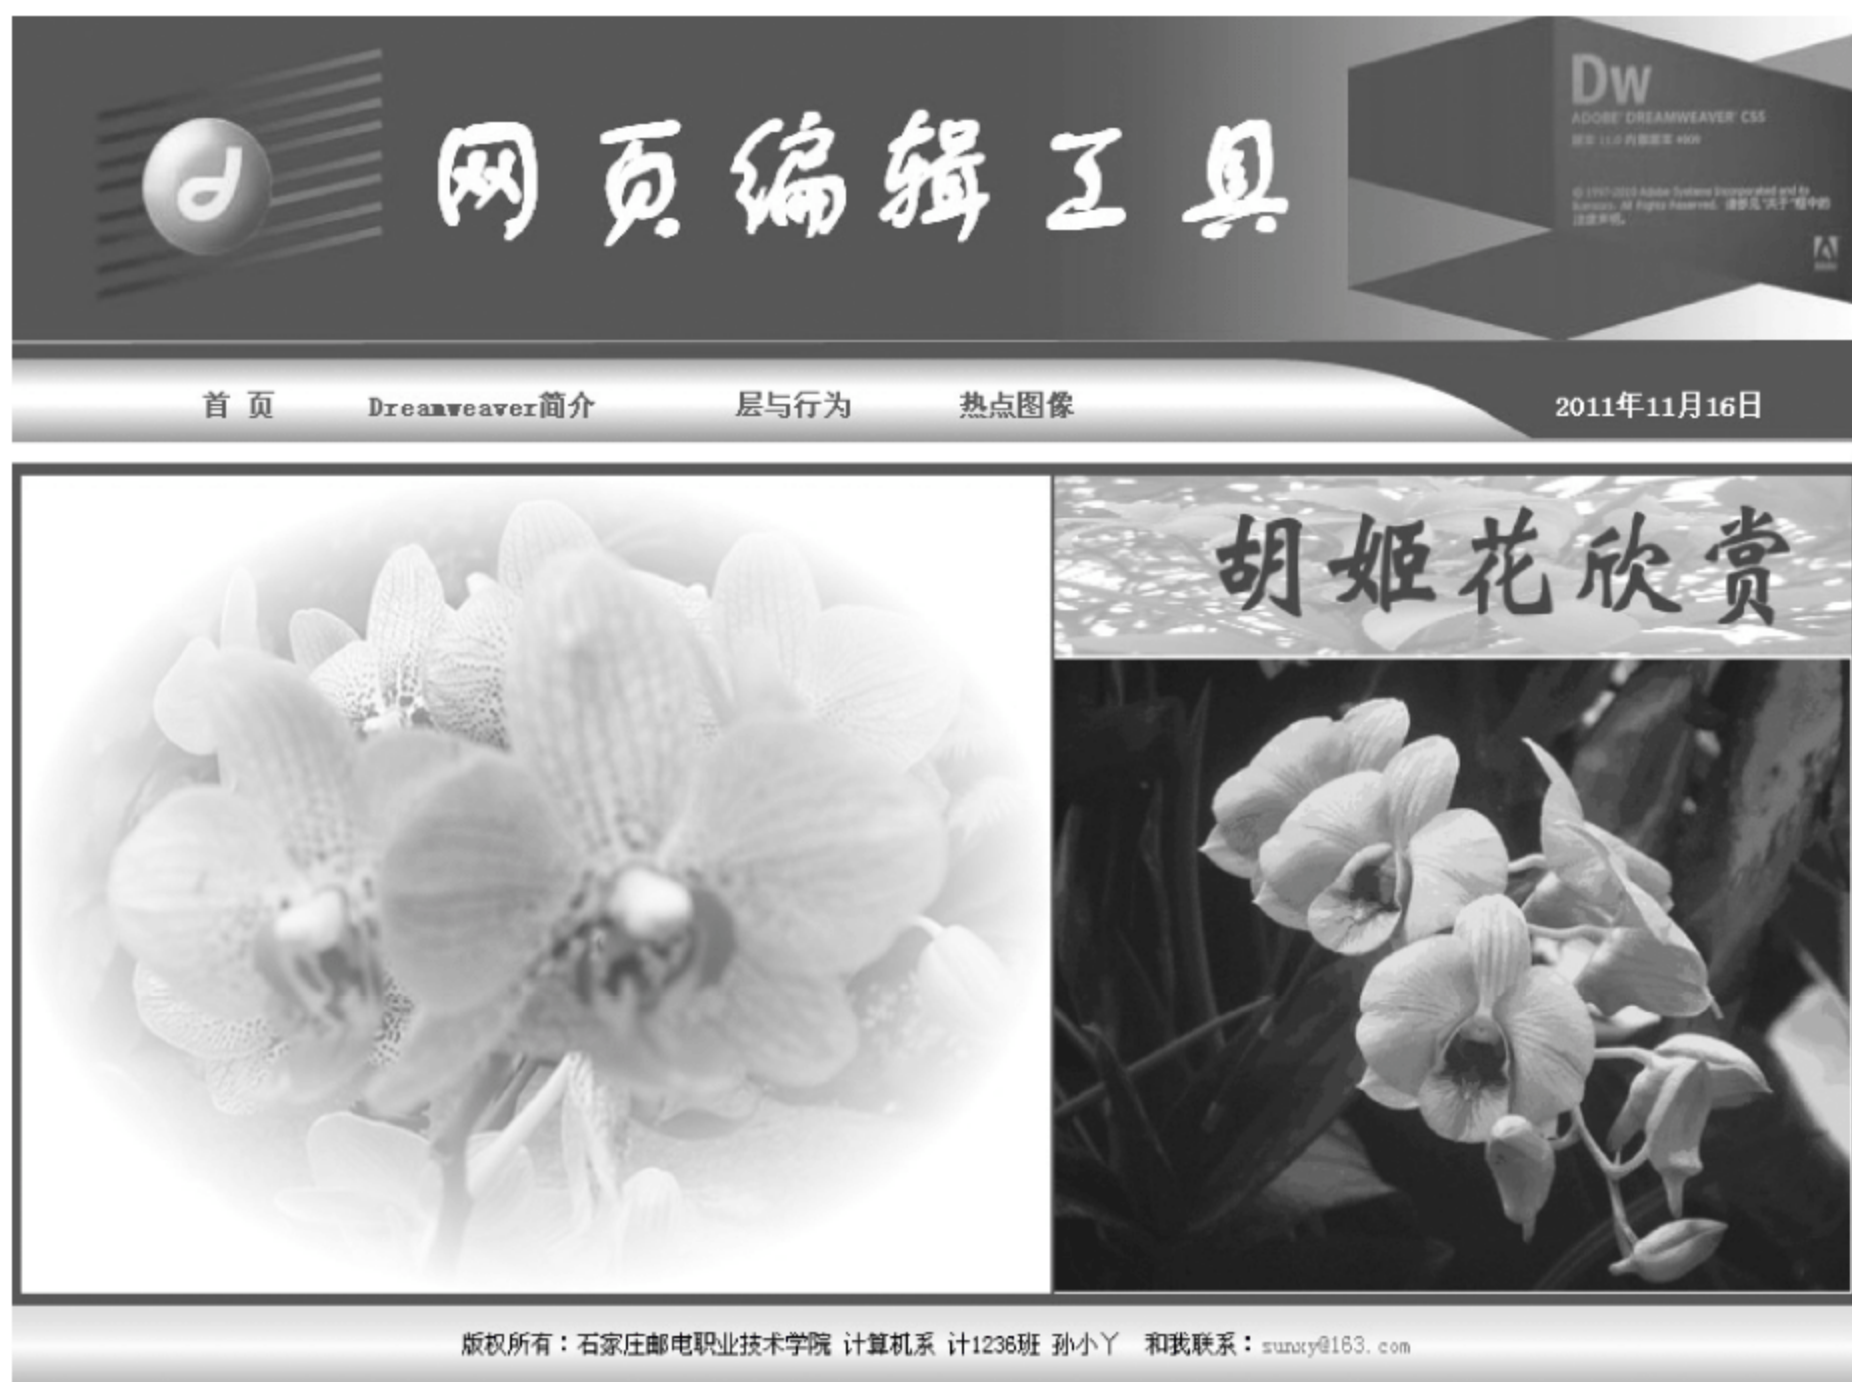 网页编辑工具
Dw
ADOBE DREAMWEAVER CS5
首 页 Dreamweaver简介 层与行为 热点图像 2011年11月16日
胡姬花欣赏
版权所有：石家庄邮电职业技术学院 计算机系 计1236班 孙小丫 和我联系：sunxy@163.com